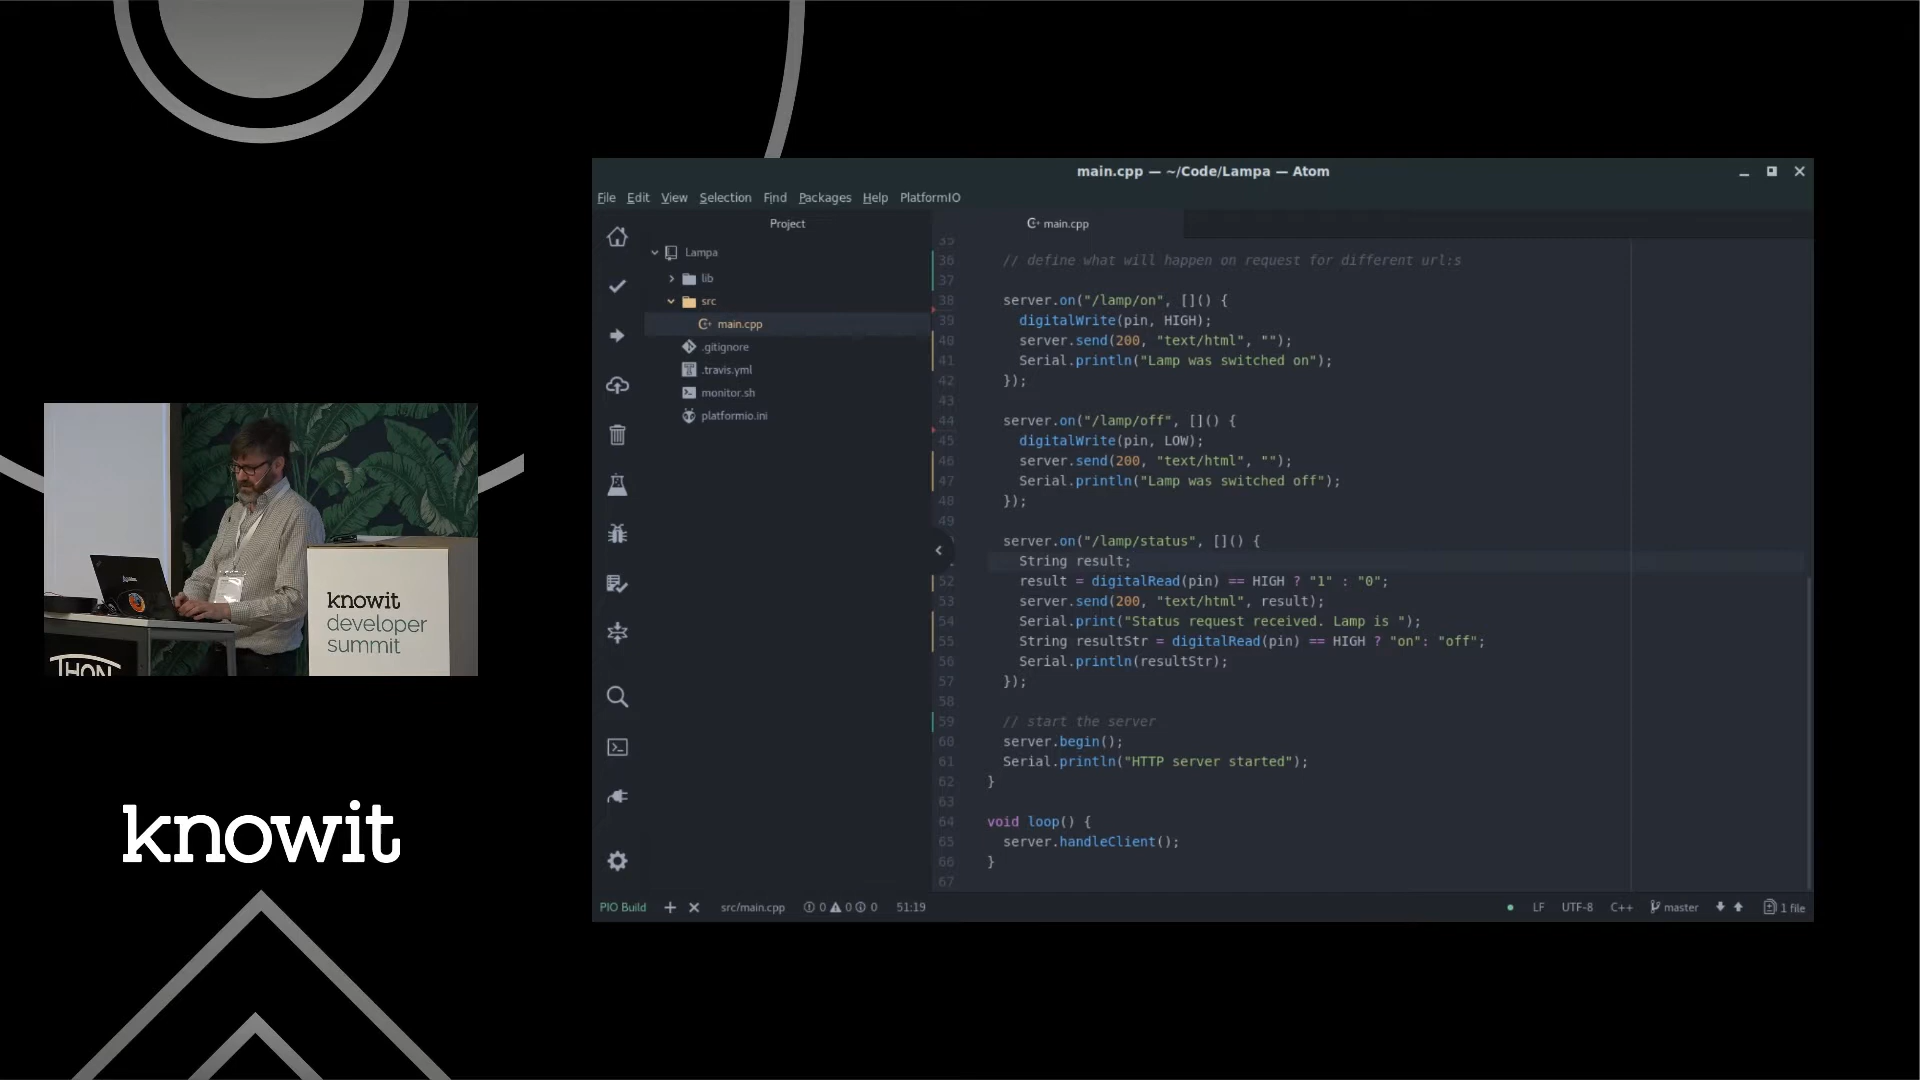 main.cpp — ~/Code/Lampa — Atom
File Edit View Selection Find Packages Help PlatformIO
Project
main.cpp
Lampa
lib
src
main.cpp
.gitignore
.travis.yml
monitor.sh
platformio.ini
35
36 // define what will happen on request for different url:s
37
38 server.on("/lamp/on", []() {
39 digitalWrite(pin, HIGH);
40 server.send(200, "text/html", "");
41 Serial.println("Lamp was switched on");
42 });
43
44 server.on("/lamp/off", []() {
45 digitalWrite(pin, LOW);
46 server.send(200, "text/html", "");
47 Serial.println("Lamp was switched off");
48 });
49
server.on("/lamp/status", []() {
String result;
52 result = digitalRead(pin) == HIGH ? "1" : "0";
53 server.send(200, "text/html", result);
54 Serial.print("Status request received. Lamp is ");
55 String resultStr = digitalRead(pin) == HIGH ? "on": "off";
56 Serial.println(resultStr);
57 });
58
59 // start the server
60 server.begin();
61 Serial.println("HTTP server started");
62 }
63
64 void loop() {
65 server.handleClient();
66 }
67
PIO Build src/main.cpp 0 0 0 51:19 LF UTF-8 C++ master 1 file
knowit
developer
summit
THON
knowit